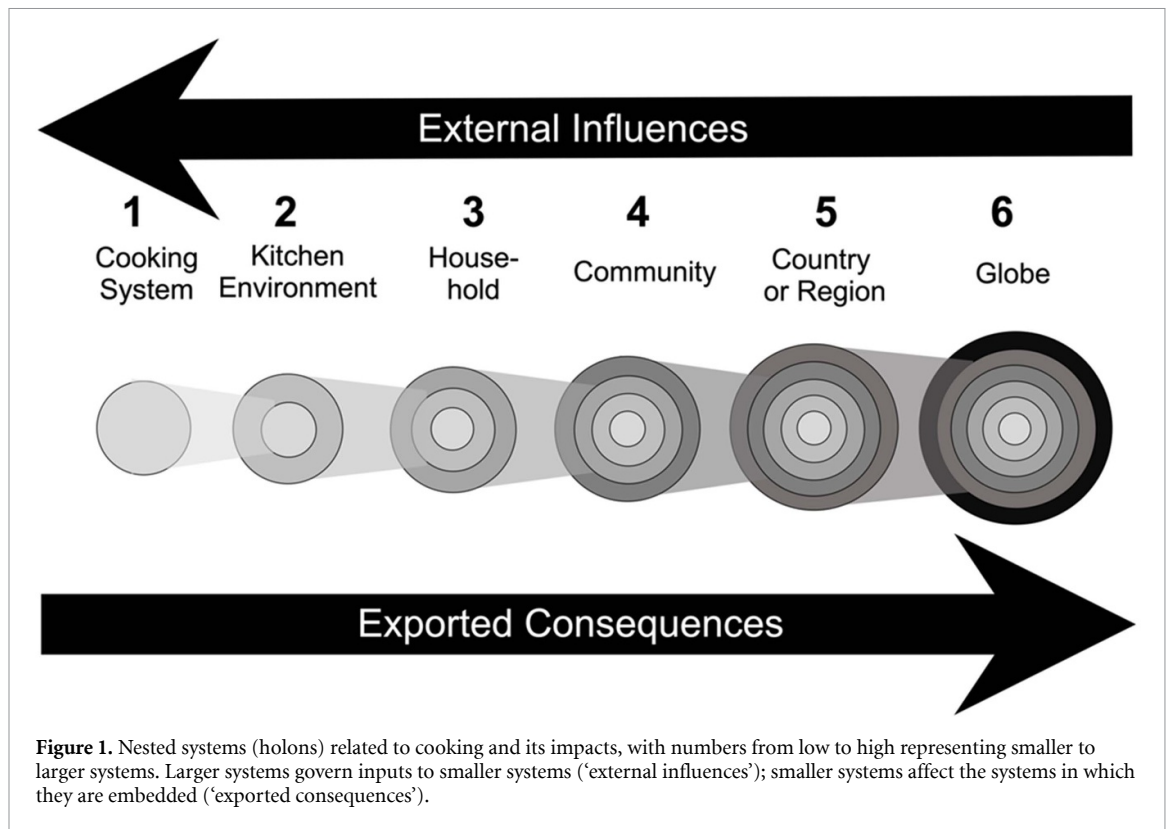 External Influences
1 2 3 4 5 6
Cooking
System
Kitchen
Environment
House-
hold
Community
Country
or Region
Globe
Exported Consequences
Figure 1. Nested systems (holons) related to cooking and its impacts, with numbers from low to high representing smaller to
larger systems. Larger systems govern inputs to smaller systems (‘external influences’); smaller systems affect the systems in which
they are embedded (‘exported consequences’).